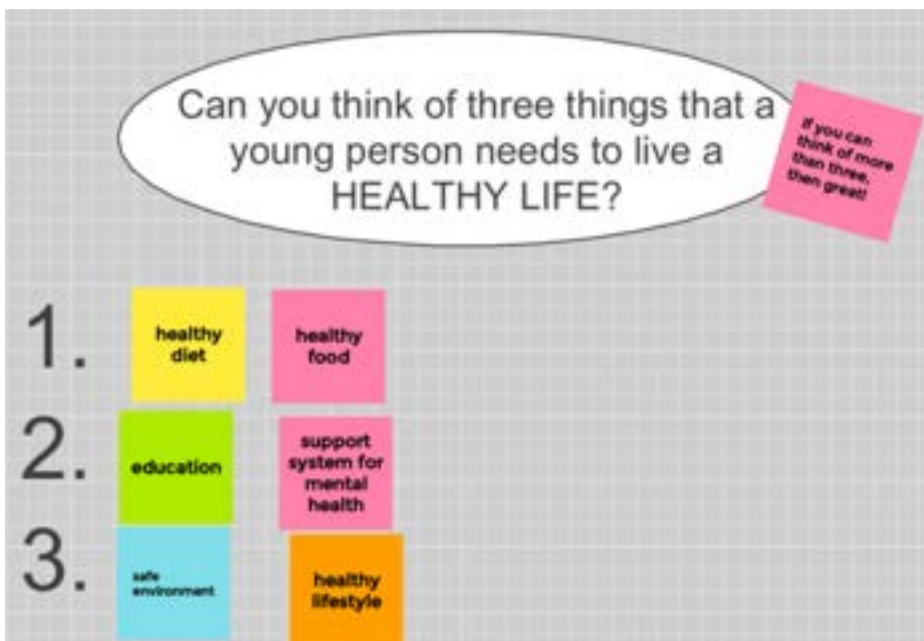 Can you think of three things that a
young person needs to live a
HEALTHY LIFE?
If you can
think of more
than three,
then great!
1.
healthy
diet
healthy
food
2.
education
support
system for
mental
health
3.
safe
environment
healthy
lifestyle